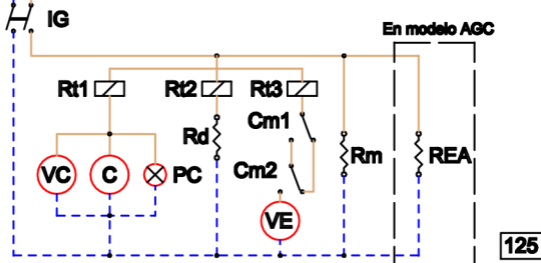 IG
En modelo AGC
Rt1
Rt2
Rt3
Cm1
Rd
Cm2
Rm
REA
VC
C
PC
VE
125